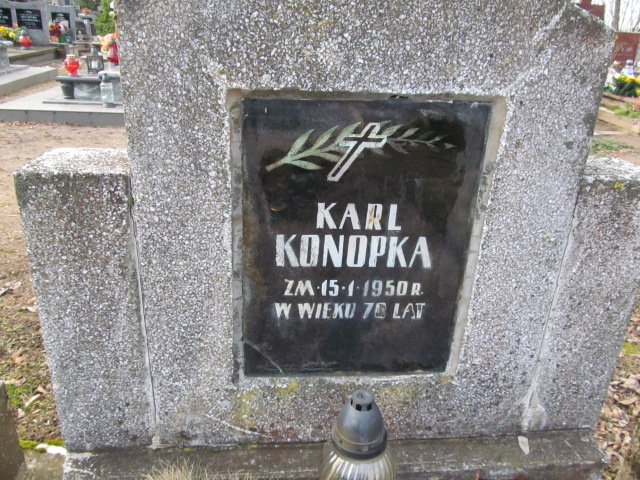 KARL
KONOPKA
ZM·15·1·1950 R.
W WIEKU 70 LAT